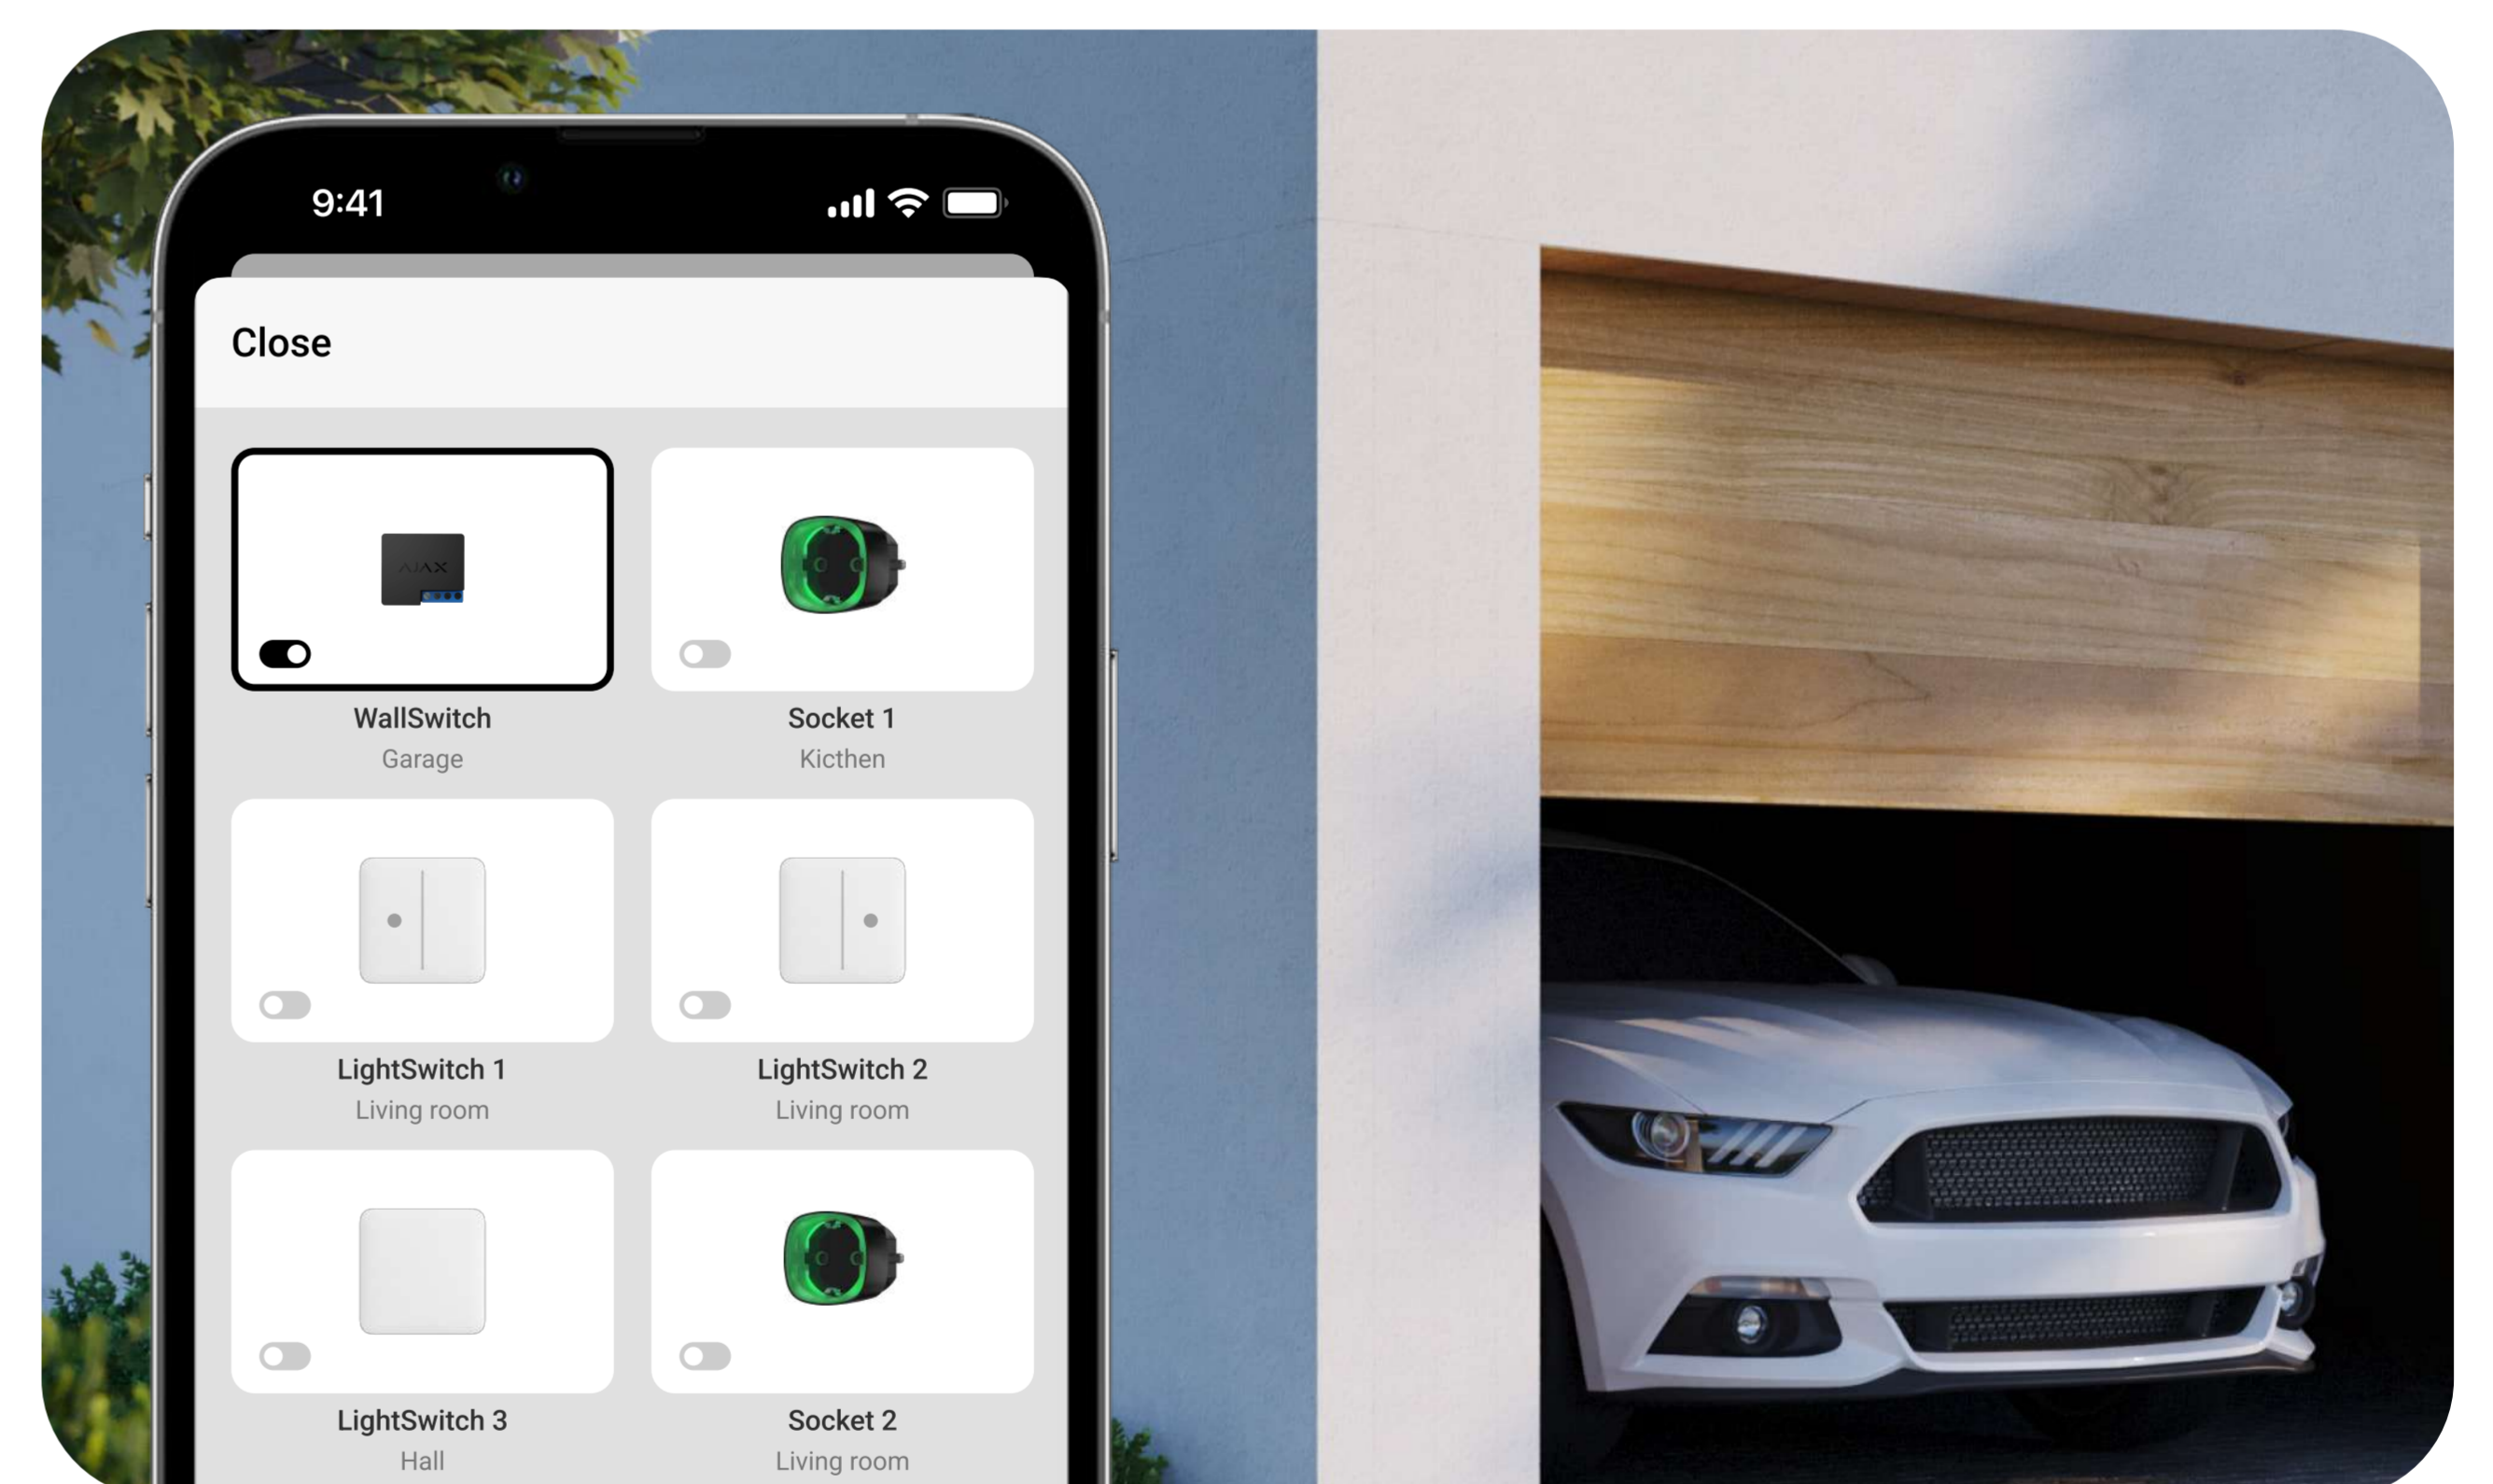 9:41
Close
AJAX
WallSwitch
Garage
Socket 1
Kicthen
LightSwitch 1
Living room
LightSwitch 2
Living room
LightSwitch 3
Hall
Socket 2
Living room